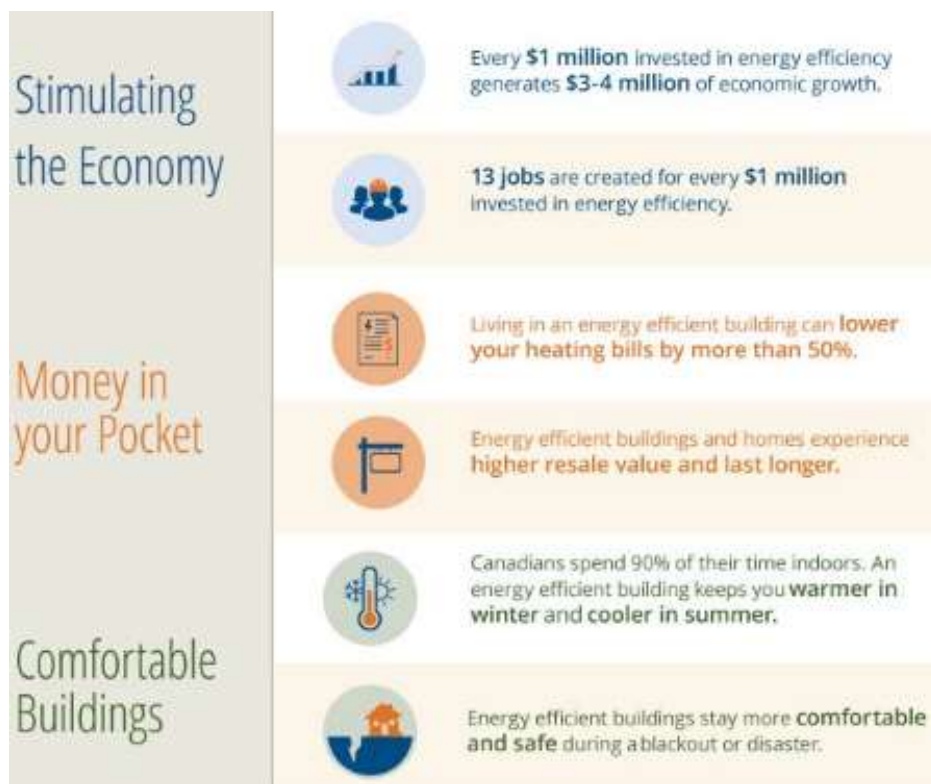 Stimulating
the Economy
Every $1 million invested in energy efficiency
generates $3-4 million of economic growth.
13 jobs are created for every $1 million
invested in energy efficiency.
Money in
your Pocket
Living in an energy efficient building can lower
your heating bills by more than 50%.
Energy efficient buildings and homes experience
higher resale value and last longer.
Comfortable
Buildings
Canadians spend 90% of their time indoors. An
energy efficient building keeps you warmer in
winter and cooler in summer.
Energy efficient buildings stay more comfortable
and safe during a blackout or disaster.